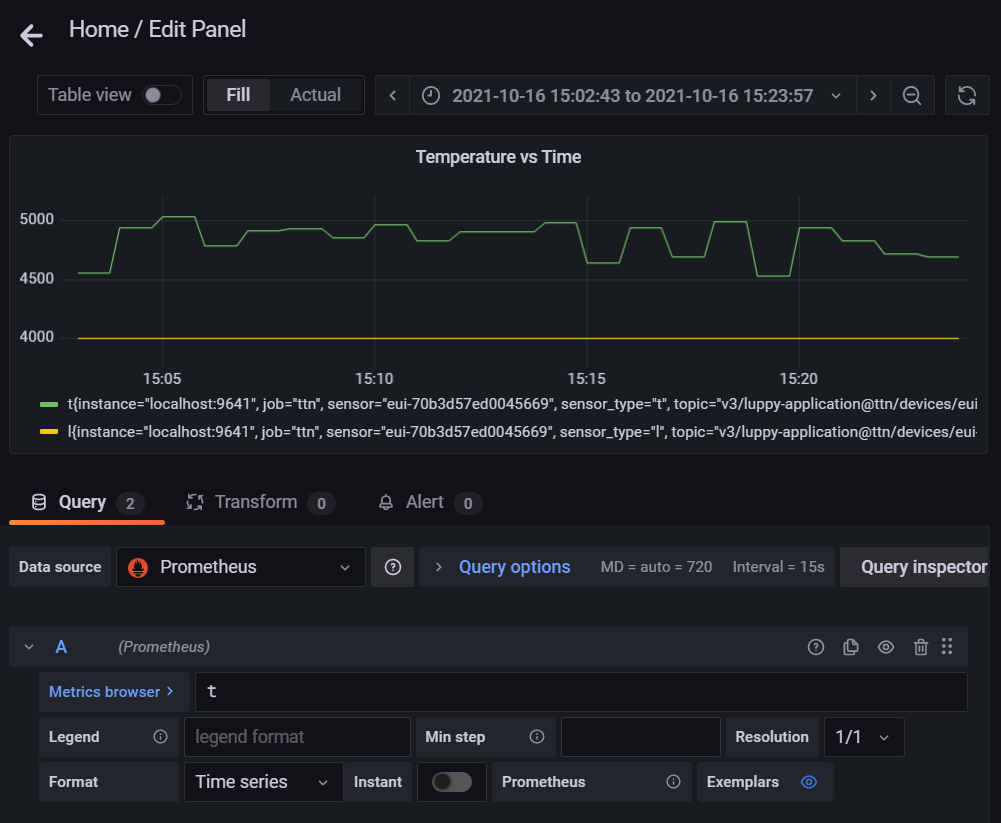 Home / Edit Panel
Table view Fill Actual 2021-10-16 15:02:43 to 2021-10-16 15:23:57
Temperature vs Time
5000
4500
4000
15:05 15:10 15:15 15:20
t{instance="localhost:9641", job="ttn", sensor="eui-70b3d57ed0045669", sensor_type="t", topic="v3/luppy-application@ttn/devices/eui
l{instance="localhost:9641", job="ttn", sensor="eui-70b3d57ed0045669", sensor_type="l", topic="v3/luppy-application@ttn/devices/eui-
Query 2 Transform 0 Alert 0
Data source Prometheus Query options MD = auto = 720 Interval = 15s Query inspector
A (Prometheus)
Metrics browser > t
Legend legend format Min step Resolution 1/1
Format Time series Instant Prometheus Exemplars